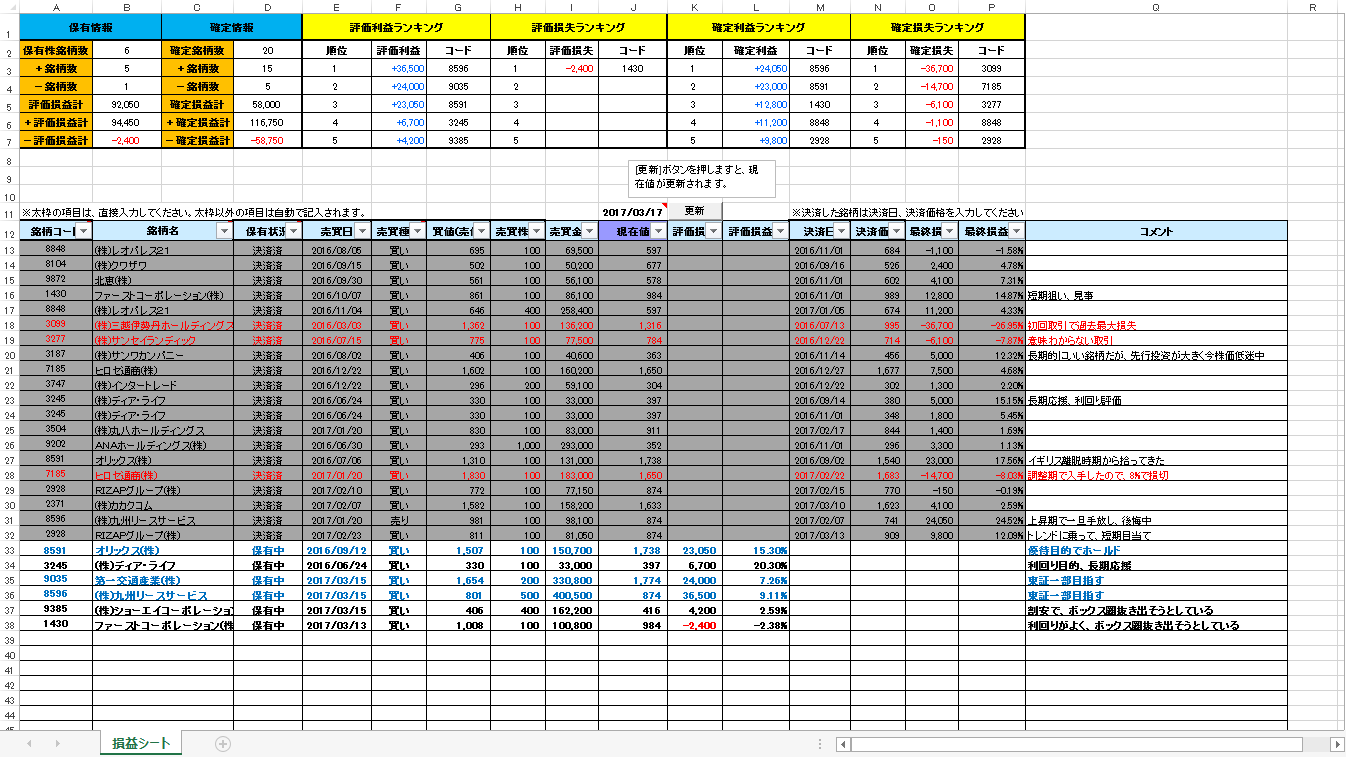 A B C D E F G H I J K L M N O P Q R
1 保有情報 確定情報 評価利益ランキング 評価損失ランキング 確定利益ランキング 確定損失ランキング
2 保有株銘柄数 6 確定銘柄数 20 順位 評価利益 コード 順位 評価損失 コード 順位 確定利益 コード 順位 確定損失 コード
3 +銘柄数 5 +銘柄数 15 1 +36,500 8596 1 -2,400 1430 1 +24,050 8596 1 -36,700 3099
4 -銘柄数 1 -銘柄数 5 2 +24,000 9035 2 2 +23,000 8591 2 -14,700 7185
5 評価損益計 92,050 確定損益計 58,000 3 +23,050 8591 3 3 +12,800 1430 3 -6,100 3277
6 +評価損益計 94,450 +確定損益計 116,750 4 +6,700 3245 4 4 +11,200 8848 4 -1,100 8848
7 -評価損益計 -2,400 -確定損益計 -58,750 5 +4,200 9385 5 5 +9,800 2928 5 -150 2928
8
[更新]ボタンを押しますと、現
9 在値が更新されます。
10
11 ※太枠の項目は、直接入力してください。太枠以外の項目は自動で記入されます。 2017/03/17 更新 ※決済した銘柄は決済日、決済価格を入力してください
12 銘柄コード 銘柄名 保有状況 売買日 売買種 買値(売値 売買株 売買金 現在値 評価損 評価損益 決済日 決済価 最終損 最終損益 コメント
13 8848 (株)レオパレス21 決済済 2016/08/05 買い 695 100 69,500 597 2016/11/01 684 -1,100 -1.58%
14 8104 (株)クワザワ 決済済 2016/09/15 買い 502 100 50,200 677 2016/09/16 526 2,400 4.78%
15 9872 北恵(株) 決済済 2016/09/30 買い 561 100 56,100 578 2016/11/01 602 4,100 7.31%
16 1430 ファーストコーポレーション(株) 決済済 2016/10/07 買い 861 100 86,100 984 2016/11/01 989 12,800 14.87% 短期狙い、見事
17 8848 (株)レオパレス21 決済済 2016/11/04 買い 646 400 258,400 597 2017/01/05 674 11,200 4.33%
18 3099 (株)三越伊勢丹ホールディングス 決済済 2016/03/03 買い 1,362 100 136,200 1,316 2016/07/13 995 -36,700 -26.95% 初回取引で過去最大損失
19 3277 (株)サンセイランディック 決済済 2016/07/15 買い 775 100 77,500 784 2016/12/22 714 -6,100 -7.87% 意味わからない取引
20 3187 (株)サンワカンパニー 決済済 2016/08/02 買い 406 100 40,600 363 2016/11/14 456 5,000 12.32% 長期的にいい銘柄だが、先行投資が大きく今株価低迷中
21 7185 ヒロセ通商(株) 決済済 2016/12/22 買い 1,602 100 160,200 1,650 2016/12/27 1,677 7,500 4.68%
22 3747 (株)インタートレード 決済済 2016/12/22 買い 296 200 59,100 304 2016/12/22 302 1,300 2.20%
23 3245 (株)ディア・ライフ 決済済 2016/06/24 買い 330 100 33,000 397 2016/09/14 380 5,000 15.15% 長期応援、利回り評価
24 3245 (株)ディア・ライフ 決済済 2016/06/24 買い 330 100 33,000 397 2016/11/01 348 1,800 5.45%
25 3504 (株)丸八ホールディングス 決済済 2017/01/20 買い 830 100 83,000 911 2017/02/17 844 1,400 1.69%
26 9202 ANAホールディングス(株) 決済済 2016/06/30 買い 293 1,000 293,000 352 2016/11/01 296 3,300 1.13%
27 8591 オリックス(株) 決済済 2016/07/06 買い 1,310 100 131,000 1,738 2016/09/02 1,540 23,000 17.56% イギリス離脱時期から拾ってきた
28 7185 ヒロセ通商(株) 決済済 2017/01/20 買い 1,830 100 183,000 1,650 2017/02/22 1,683 -14,700 -8.03% 調整期で入手したので、8%で損切
29 2928 RIZAPグループ(株) 決済済 2017/02/10 買い 772 100 77,150 874 2017/02/15 770 -150 -0.19%
30 2371 (株)カカクコム 決済済 2017/02/07 買い 1,582 100 158,200 1,633 2017/03/10 1,623 4,100 2.59%
31 8596 (株)九州リースサービス 決済済 2017/01/20 売り 981 100 98,100 874 2017/02/07 741 24,050 24.52% 上昇期で一旦手放し、後悔中
32 2928 RIZAPグループ(株) 決済済 2017/02/23 買い 811 100 81,050 874 2017/03/13 909 9,800 12.09% トレンドに乗って、短期目当て
33 8591 オリックス(株) 保有中 2016/09/12 買い 1,507 100 150,700 1,738 23,050 15.30% 優待目的でホールド
34 3245 (株)ディア・ライフ 保有中 2016/06/24 買い 330 100 33,000 397 6,700 20.30% 利回り目的、長期応援
35 9035 第一交通産業(株) 保有中 2017/03/15 買い 1,654 200 330,800 1,774 24,000 7.26% 東証一部目指す
36 8596 (株)九州リースサービス 保有中 2017/03/15 買い 801 500 400,500 874 36,500 9.11% 東証一部目指す
37 9385 (株)ショーエイコーポレーショ 保有中 2017/03/15 買い 406 400 162,200 416 4,200 2.59% 割安で、ボックス圏抜き出そうとしている
38 1430 ファーストコーポレーション(株 保有中 2017/03/13 買い 1,008 100 100,800 984 -2,400 -2.38% 利回りがよく、ボックス圏抜き出そうとしている
39
40
41
42
43
44
45
損益シート